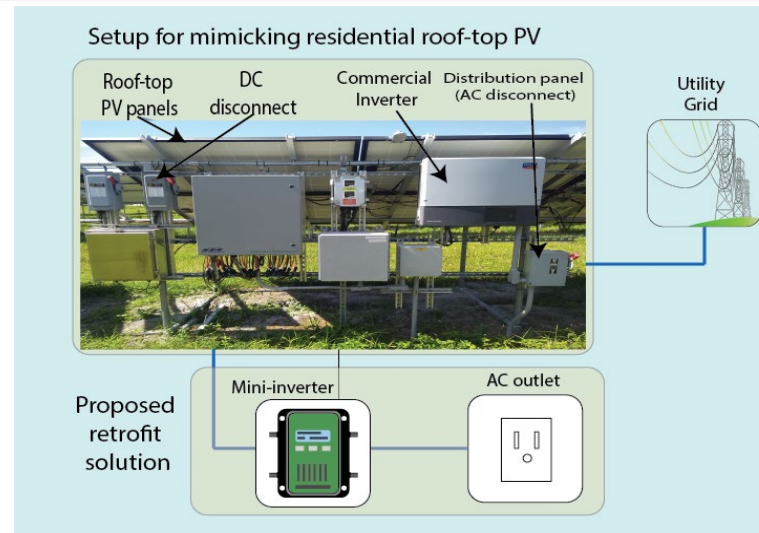 Setup for mimicking residential roof-top PV
Roof-top
PV panels
DC
disconnect
Commercial
Inverter
Distribution panel
(AC disconnect)
Utility
Grid
Proposed
retrofit
solution
Mini-inverter
AC outlet